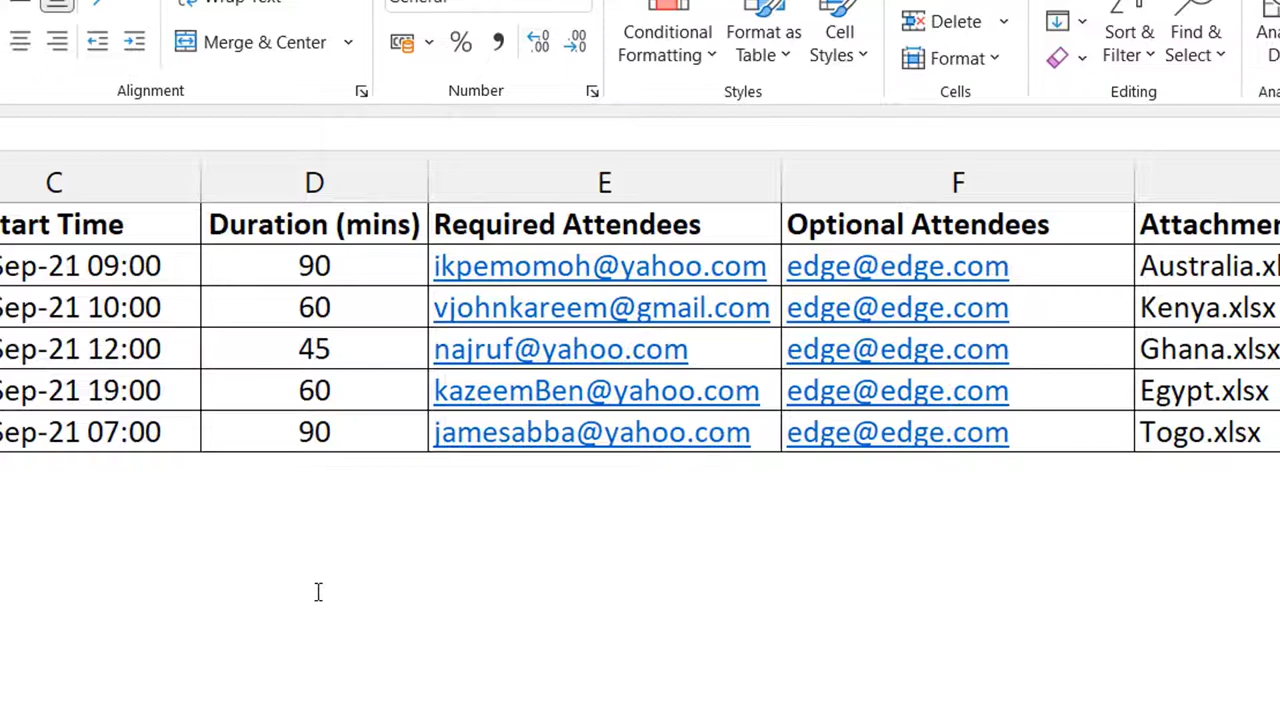 Merge & Center
Conditional Formatting
Format as Table
Cell Styles
Delete
Format
Sort & Filter
Find & Select
Alignment
Number
Styles
Cells
Editing
C D E F
tart Time Duration (mins) Required Attendees Optional Attendees Attachmen
Sep-21 09:00 90 ikpemomoh@yahoo.com edge@edge.com Australia.xl
Sep-21 10:00 60 vjohnkareem@gmail.com edge@edge.com Kenya.xlsx
Sep-21 12:00 45 najruf@yahoo.com edge@edge.com Ghana.xlsx
Sep-21 19:00 60 kazeemBen@yahoo.com edge@edge.com Egypt.xlsx
Sep-21 07:00 90 jamesabba@yahoo.com edge@edge.com Togo.xlsx